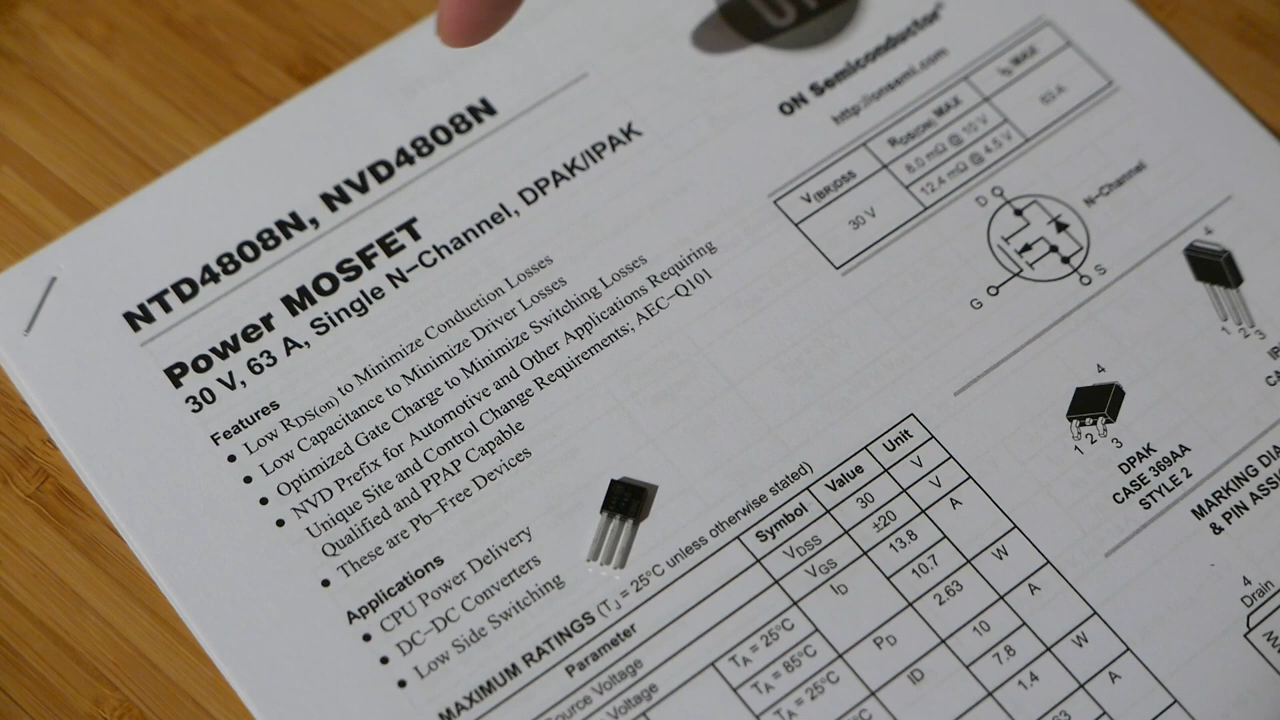 NTD4808N, NVD4808N
Power MOSFET
30 V, 63 A, Single N–Channel, DPAK/IPAK
Features
• Low RDS(on) to Minimize Conduction Losses
• Low Capacitance to Minimize Driver Losses
• Optimized Gate Charge to Minimize Switching Losses
• NVD Prefix for Automotive and Other Applications Requiring
Unique Site and Control Change Requirements; AEC–Q101
Qualified and PPAP Capable
• These are Pb–Free Devices
Applications
• CPU Power Delivery
• DC–DC Converters
• Low Side Switching
MAXIMUM RATINGS (TJ = 25°C unless otherwise stated)
Parameter Symbol Value Unit
Source Voltage VDSS 30 V
Voltage VGS ±20 V
TA = 25°C ID 13.8 A
TA = 85°C 10.7
TA = 25°C PD 2.63 W
ID 10 A
7.8
1.4 W
A
ON Semiconductor®
http://onsemi.com
V(BR)DSS RDS(ON) MAX ID MAX
30 V 8.0 mΩ @ 10 V 63 A
12.4 mΩ @ 4.5 V
D
N–Channel
G
S
4
1 2 3
4
1 2 3
DPAK
CASE 369AA
STYLE 2
MARKING DIA
& PIN ASSI
4
Drain